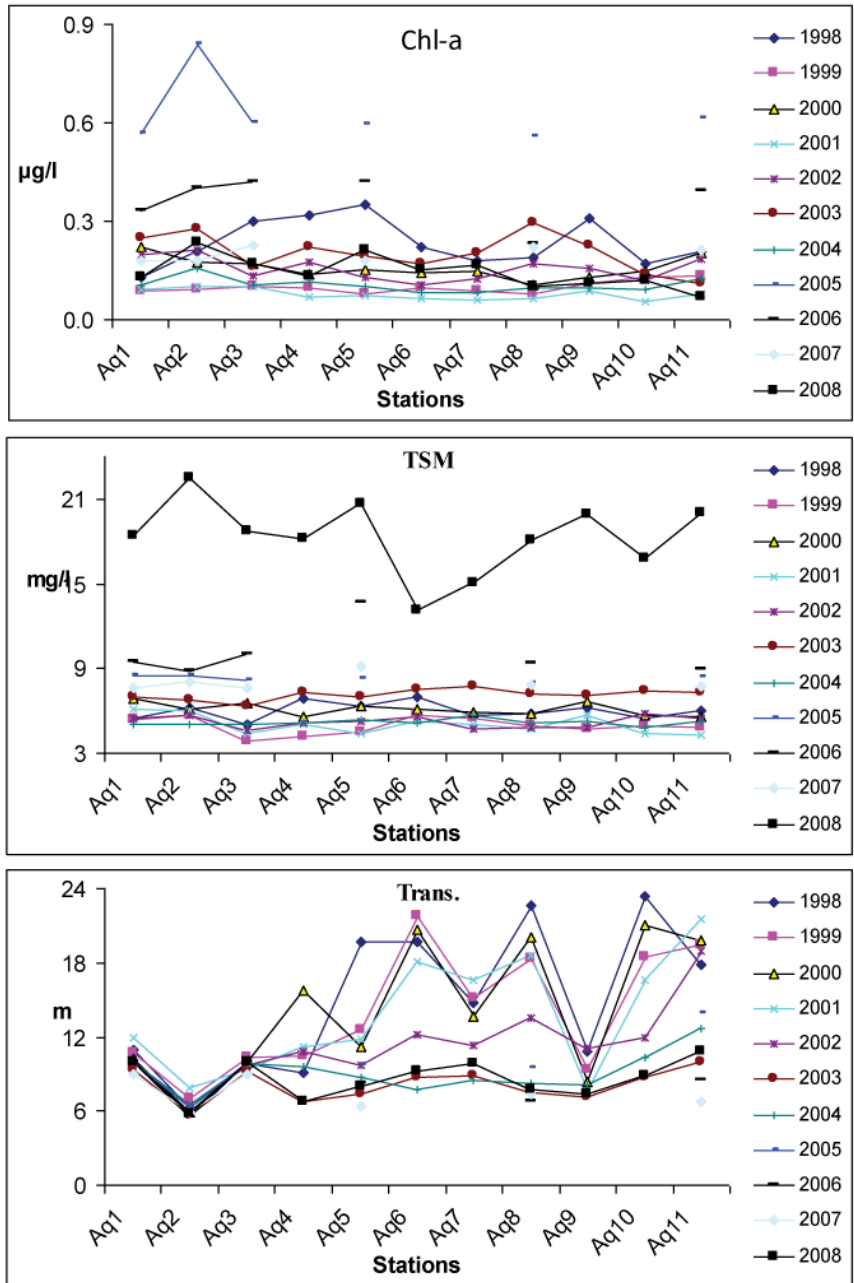 Chl-a
0.9
0.6
0.3
0.0
µg/l
Aq1
Aq2
Aq3
Aq4
Aq5
Aq6
Aq7
Aq8
Aq9
Aq10
Aq11
Stations
1998
1999
2000
2001
2002
2003
2004
2005
2006
2007
2008
TSM
21
15
9
3
mg/l
Aq1
Aq2
Aq3
Aq4
Aq5
Aq6
Aq7
Aq8
Aq9
Aq10
Aq11
Stations
1998
1999
2000
2001
2002
2003
2004
2005
2006
2007
2008
Trans.
24
18
12
6
0
m
Aq1
Aq2
Aq3
Aq4
Aq5
Aq6
Aq7
Aq8
Aq9
Aq10
Aq11
Stations
1998
1999
2000
2001
2002
2003
2004
2005
2006
2007
2008